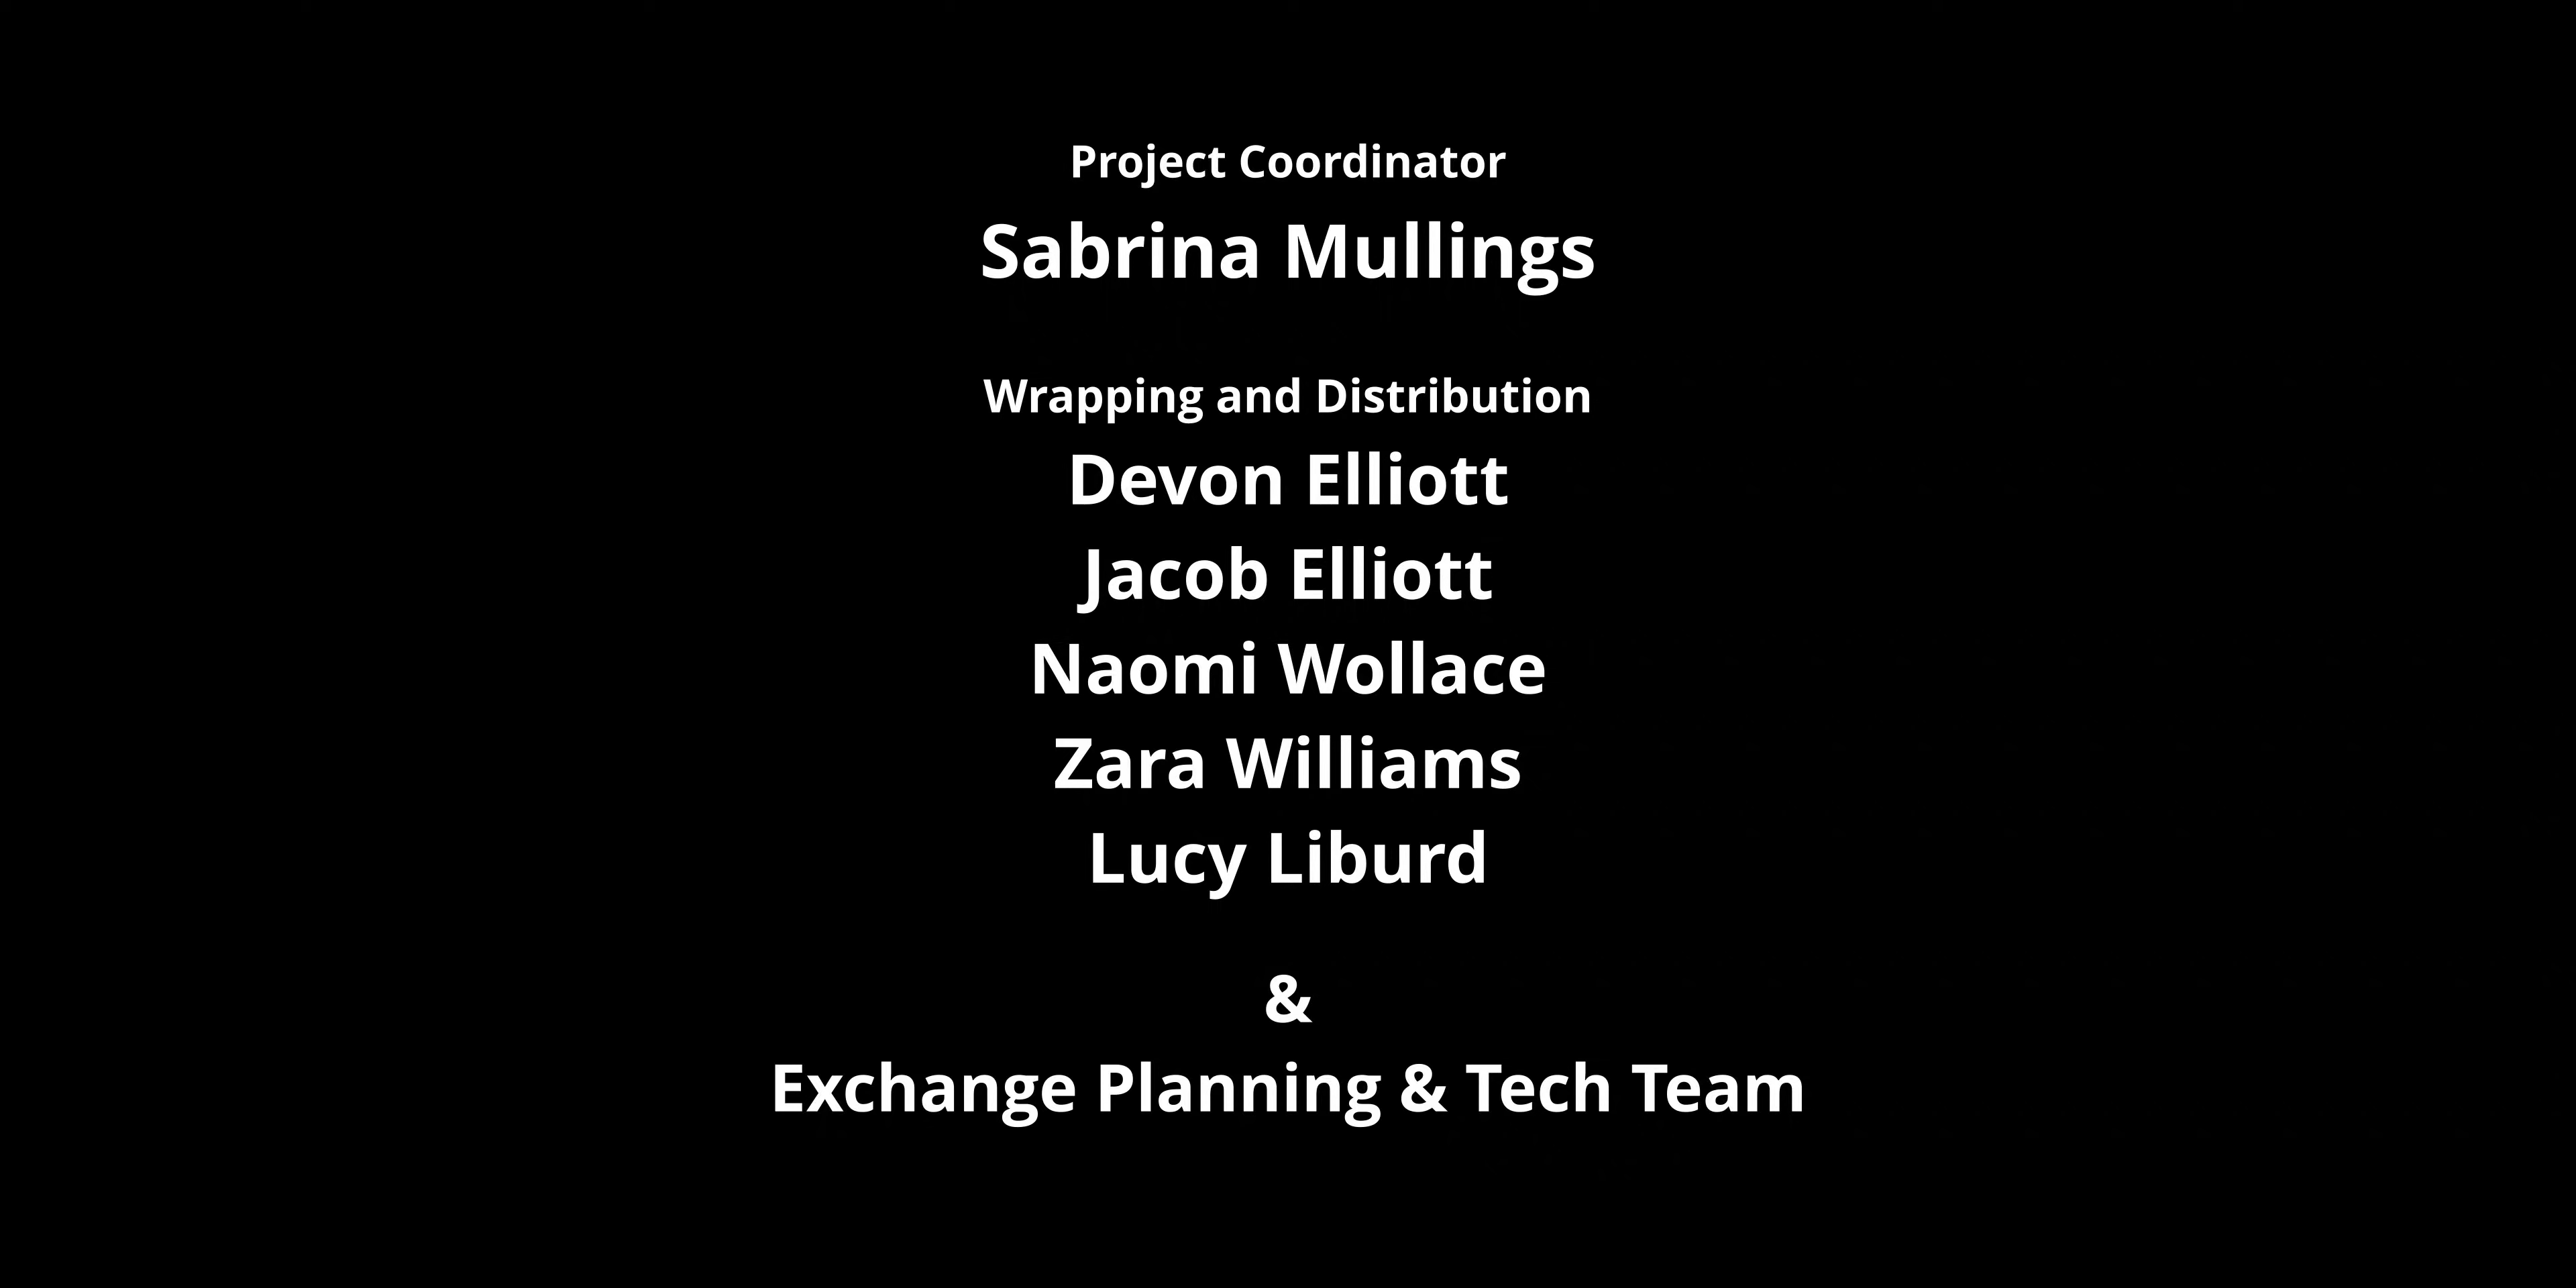 Project Coordinator
Sabrina Mullings
Wrapping and Distribution
Devon Elliott
Jacob Elliott
Naomi Wollace
Zara Williams
Lucy Liburd
&
Exchange Planning & Tech Team